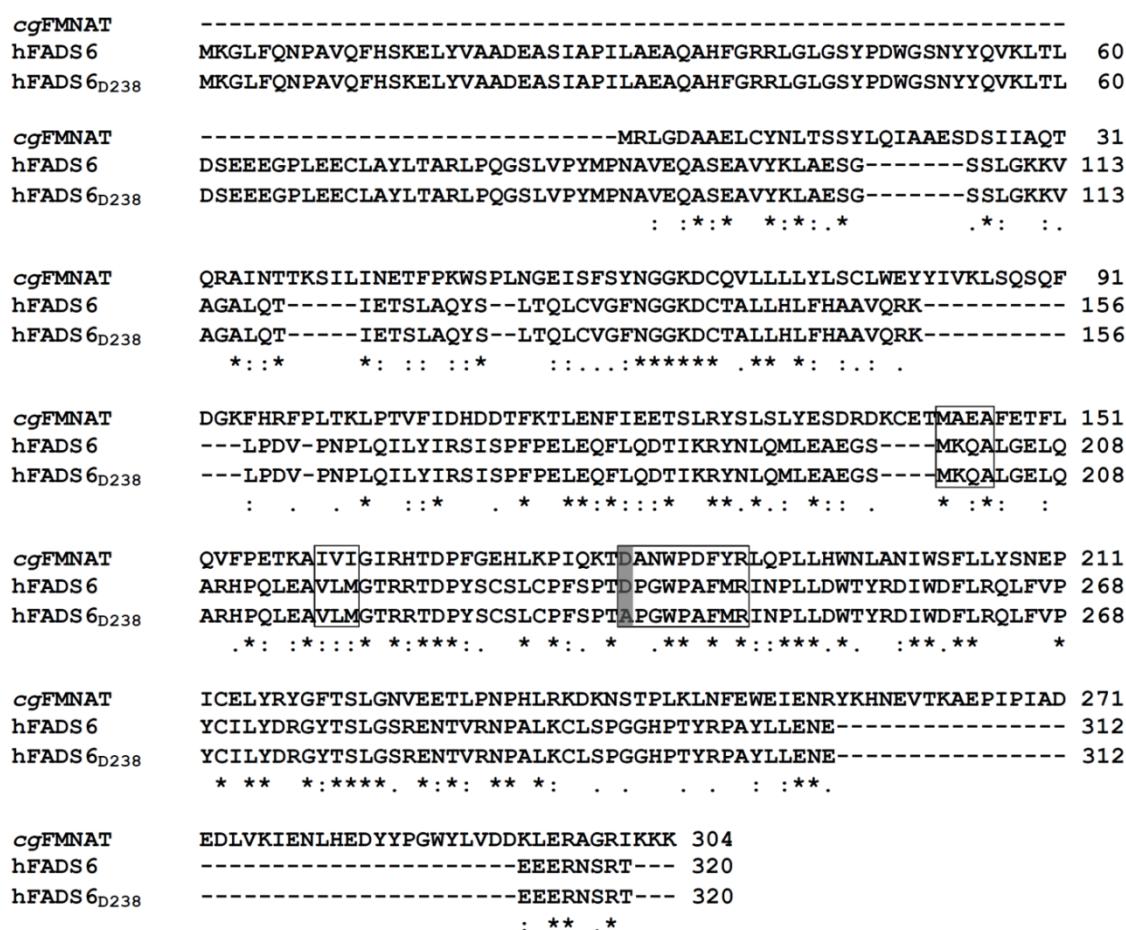 cgFMNAT ------------------------------------------------------------
hFADS6 MKGLFQNPAVQFHSKELYVAADEASIAPILAEAQAHFGRRLGLGSYPDWGSNYYQVKLTL 60
hFADS6D238 MKGLFQNPAVQFHSKELYVAADEASIAPILAEAQAHFGRRLGLGSYPDWGSNYYQVKLTL 60
cgFMNAT -----------------------------MRLGDAAELCYNLTSSYLQIAAESDSIIAQT 31
hFADS6 DSEEEGPLEECLAYLTARLPQGSLVPYMPNAVEQASEAVYKLAESG-------SSLGKKV 113
hFADS6D238 DSEEEGPLEECLAYLTARLPQGSLVPYMPNAVEQASEAVYKLAESG-------SSLGKKV 113
: :*:* *:*:.* .*: :.
cgFMNAT QRAINTTKSILINETFPKWSPLNGEISFSYNGGKDCQVLLLLYLSCLWEYYIVKLSQSQF 91
hFADS6 AGALQT-----IETSLAQYS--LTQLCVGFNGGKDCTALLHLFHAAVQRK---------- 156
hFADS6D238 AGALQT-----IETSLAQYS--LTQLCVGFNGGKDCTALLHLFHAAVQRK---------- 156
*::* *: :: ::* ::...:****** .** *: :.: .
cgFMNAT DGKFHRFPLTKLPTVFIDHDDTFKTLENFIEETSLRYSLSLYESDRDKCETMAEAFETFL 151
hFADS6 ---LPDV-PNPLQILYIRSISPFPELEQFLQDTIKRYNLQMLEAEGS----MKQALGELQ 208
hFADS6D238 ---LPDV-PNPLQILYIRSISPFPELEQFLQDTIKRYNLQMLEAEGS----MKQALGELQ 208
: . * ::* . * **:*:::* **.*.: *:: . * :*: :
cgFMNAT QVFPETKAIVIGIRHTDPFGEHLKPIQKTDANWPDFYRLQPLLHWNLANIWSFLLYSNEP 211
hFADS6 ARHPQLEAVLMGTRRTDPYSCSLCPFSPTDPGWPAFMRINPLLDWTYRDIWDFLRQLFVP 268
hFADS6D238 ARHPQLEAVLMGTRRTDPYSCSLCPFSPTAPGWPAFMRINPLLDWTYRDIWDFLRQLFVP 268
.*: :*:::* *:***:. * *:. * .** * *::***.*. :**.** *
cgFMNAT ICELYRYGFTSLGNVEETLPNPHLRKDKNSTPLKLNFEWEIENRYKHNEVTKAEPIPIAD 271
hFADS6 YCILYDRGYTSLGSRENTVRNPALKCLSPGGHPTYRPAYLLENE---------------- 312
hFADS6D238 YCILYDRGYTSLGSRENTVRNPALKCLSPGGHPTYRPAYLLENE---------------- 312
* ** *:****. *:*: ** *: . . . . : :**.
cgFMNAT EDLVKIENLHEDYYPGWYLVDDKLERAGRIKKK 304
hFADS6 ----------------------EEERNSRT--- 320
hFADS6D238 ----------------------EEERNSRT--- 320
: ** .*